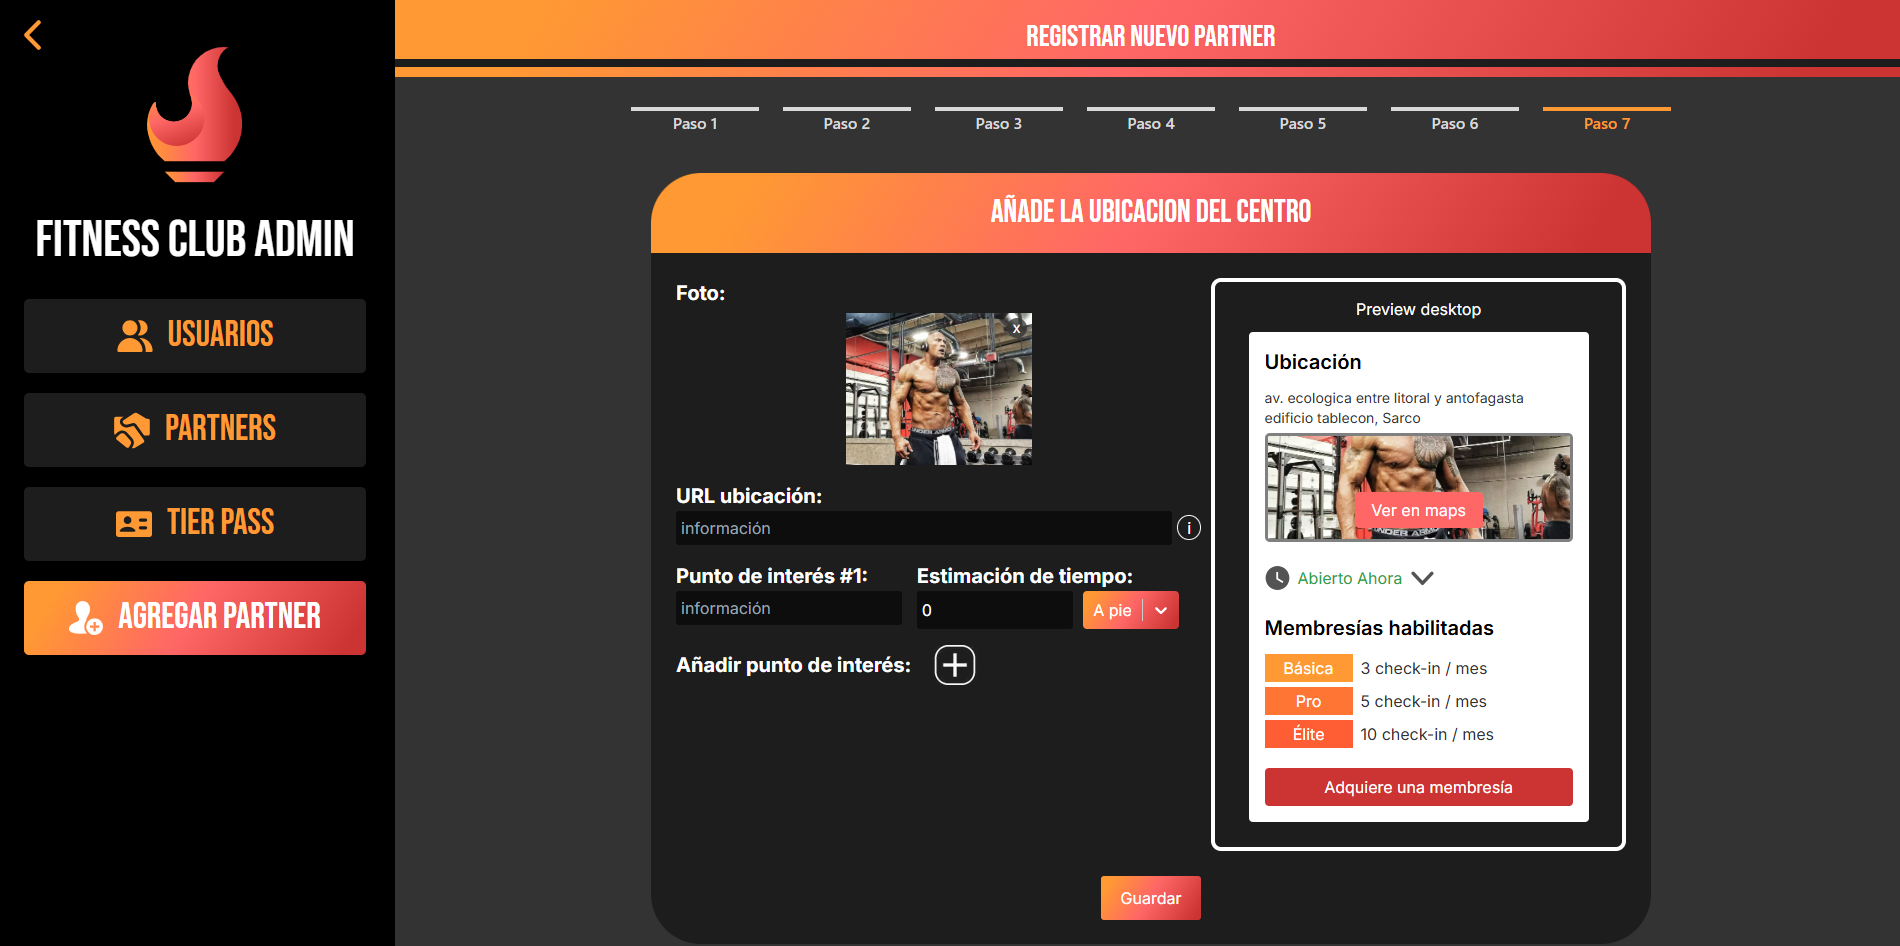 FITNESS CLUB ADMIN
USUARIOS
PARTNERS
TIER PASS
AGREGAR PARTNER
REGISTRAR NUEVO PARTNER
Paso 1
Paso 2
Paso 3
Paso 4
Paso 5
Paso 6
Paso 7
AÑADE LA UBICACION DEL CENTRO
Foto:
x
UNDER ARMOUR
URL ubicación:
información
i
Punto de interés #1:
información
Estimación de tiempo:
0
A pie
Añadir punto de interés:
Preview desktop
Ubicación
av. ecologica entre litoral y antofagasta
edificio tablecon, Sarco
Ver en maps
Abierto Ahora
Membresías habilitadas
Básica 3 check-in / mes
Pro 5 check-in / mes
Élite 10 check-in / mes
Adquiere una membresía
Guardar